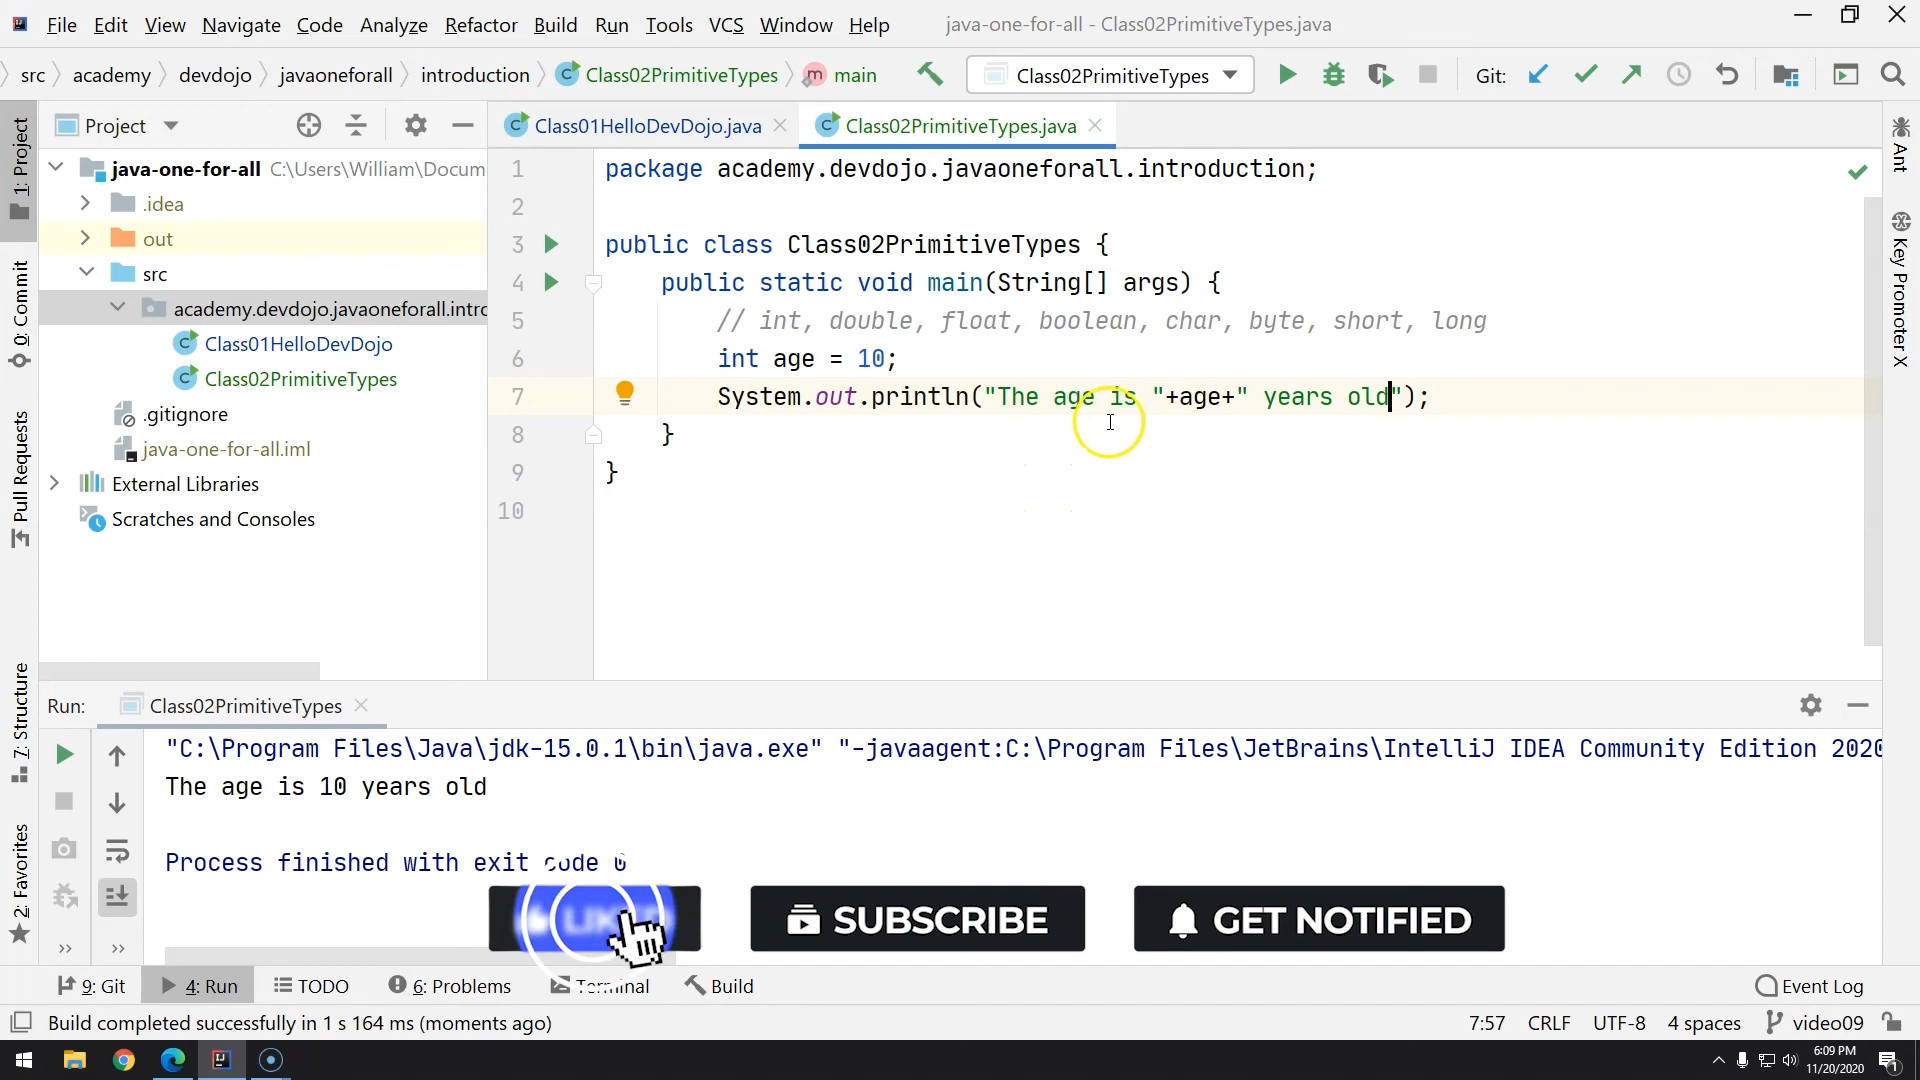 File Edit View Navigate Code Analyze Refactor Build Run Tools VCS Window Help java-one-for-all - Class02PrimitiveTypes.java
src academy devdojo javaoneforall introduction Class02PrimitiveTypes main Class02PrimitiveTypes Git:
Project
Class01HelloDevDojo.java Class02PrimitiveTypes.java
java-one-for-all C:\Users\William\Docum
.idea
out
src
academy.devdojo.javaoneforall.intro
Class01HelloDevDojo
Class02PrimitiveTypes
.gitignore
java-one-for-all.iml
External Libraries
Scratches and Consoles
1 package academy.devdojo.javaoneforall.introduction;
2
3 public class Class02PrimitiveTypes {
4 public static void main(String[] args) {
5 // int, double, float, boolean, char, byte, short, long
6 int age = 10;
7 System.out.println("The age is "+age+" years old");
8 }
9 }
10
1: Project
0: Commit
Pull Requests
7: Structure
2: Favorites
Ant
Key Promoter X
Run: Class02PrimitiveTypes
"C:\Program Files\Java\jdk-15.0.1\bin\java.exe" "-javaagent:C:\Program Files\JetBrains\IntelliJ IDEA Community Edition 2020
The age is 10 years old
Process finished with exit code 0
LIKED SUBSCRIBE GET NOTIFIED
9: Git 4: Run TODO 6: Problems Terminal Build Event Log
Build completed successfully in 1 s 164 ms (moments ago) 7:57 CRLF UTF-8 4 spaces video09
6:09 PM
11/20/2020
1